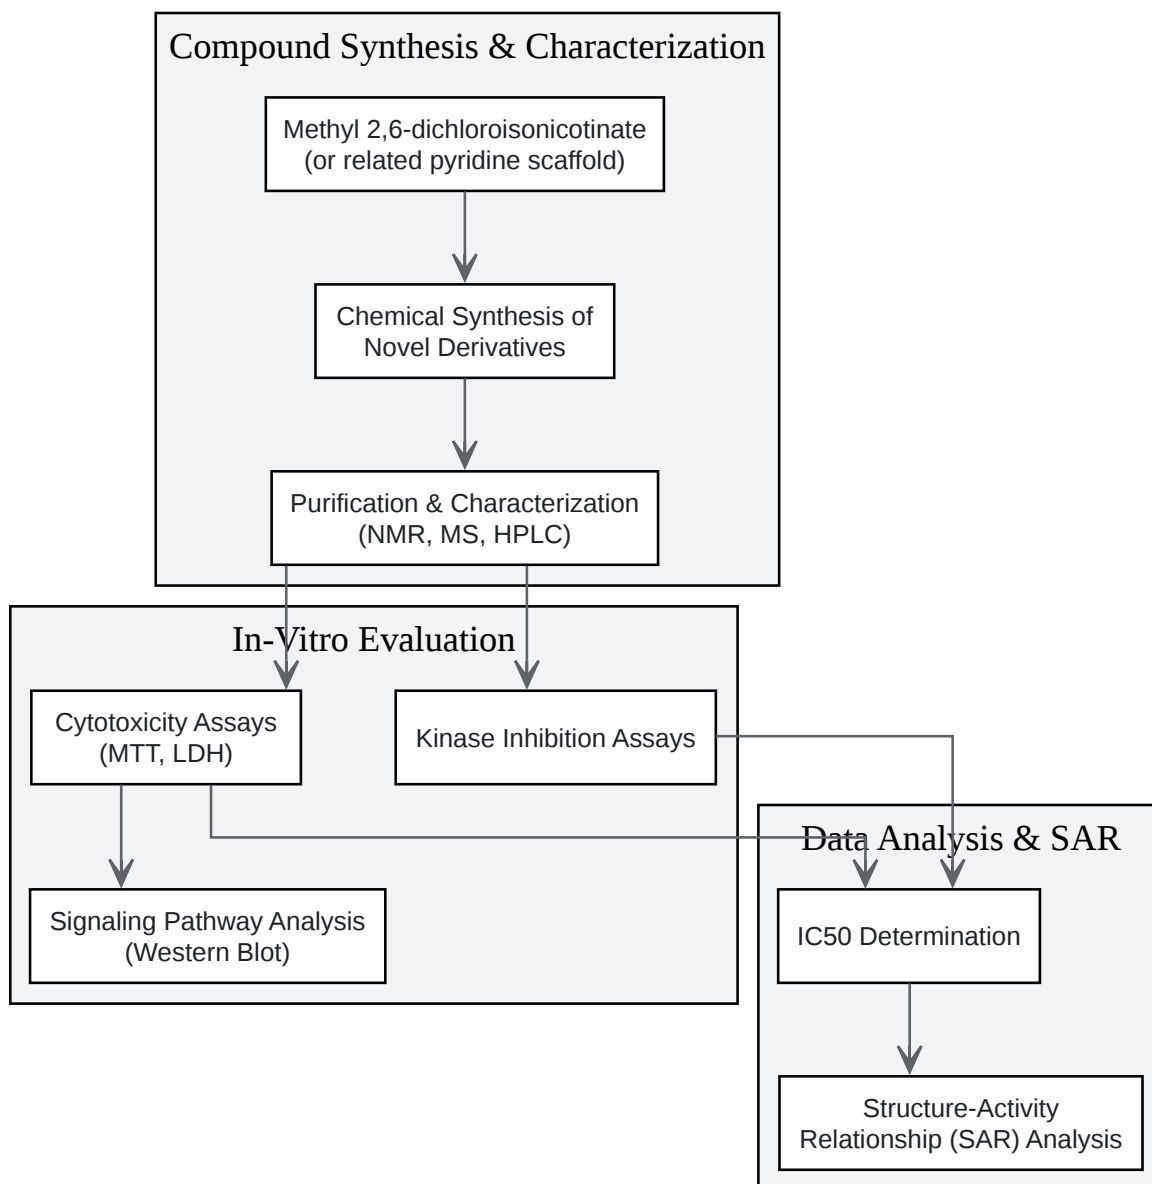 Compound Synthesis & Characterization
Methyl 2,6-dichloroisonicotinate
(or related pyridine scaffold)
Chemical Synthesis of
Novel Derivatives
Purification & Characterization
(NMR, MS, HPLC)
In-Vitro Evaluation
Cytotoxicity Assays
(MTT, LDH)
Kinase Inhibition Assays
Signaling Pathway Analysis
(Western Blot)
Data Analysis & SAR
IC50 Determination
Structure-Activity
Relationship (SAR) Analysis